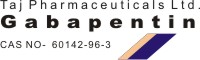 Taj Pharmaceuticals Ltd.
Gabapentin
CAS NO- 60142-96-3